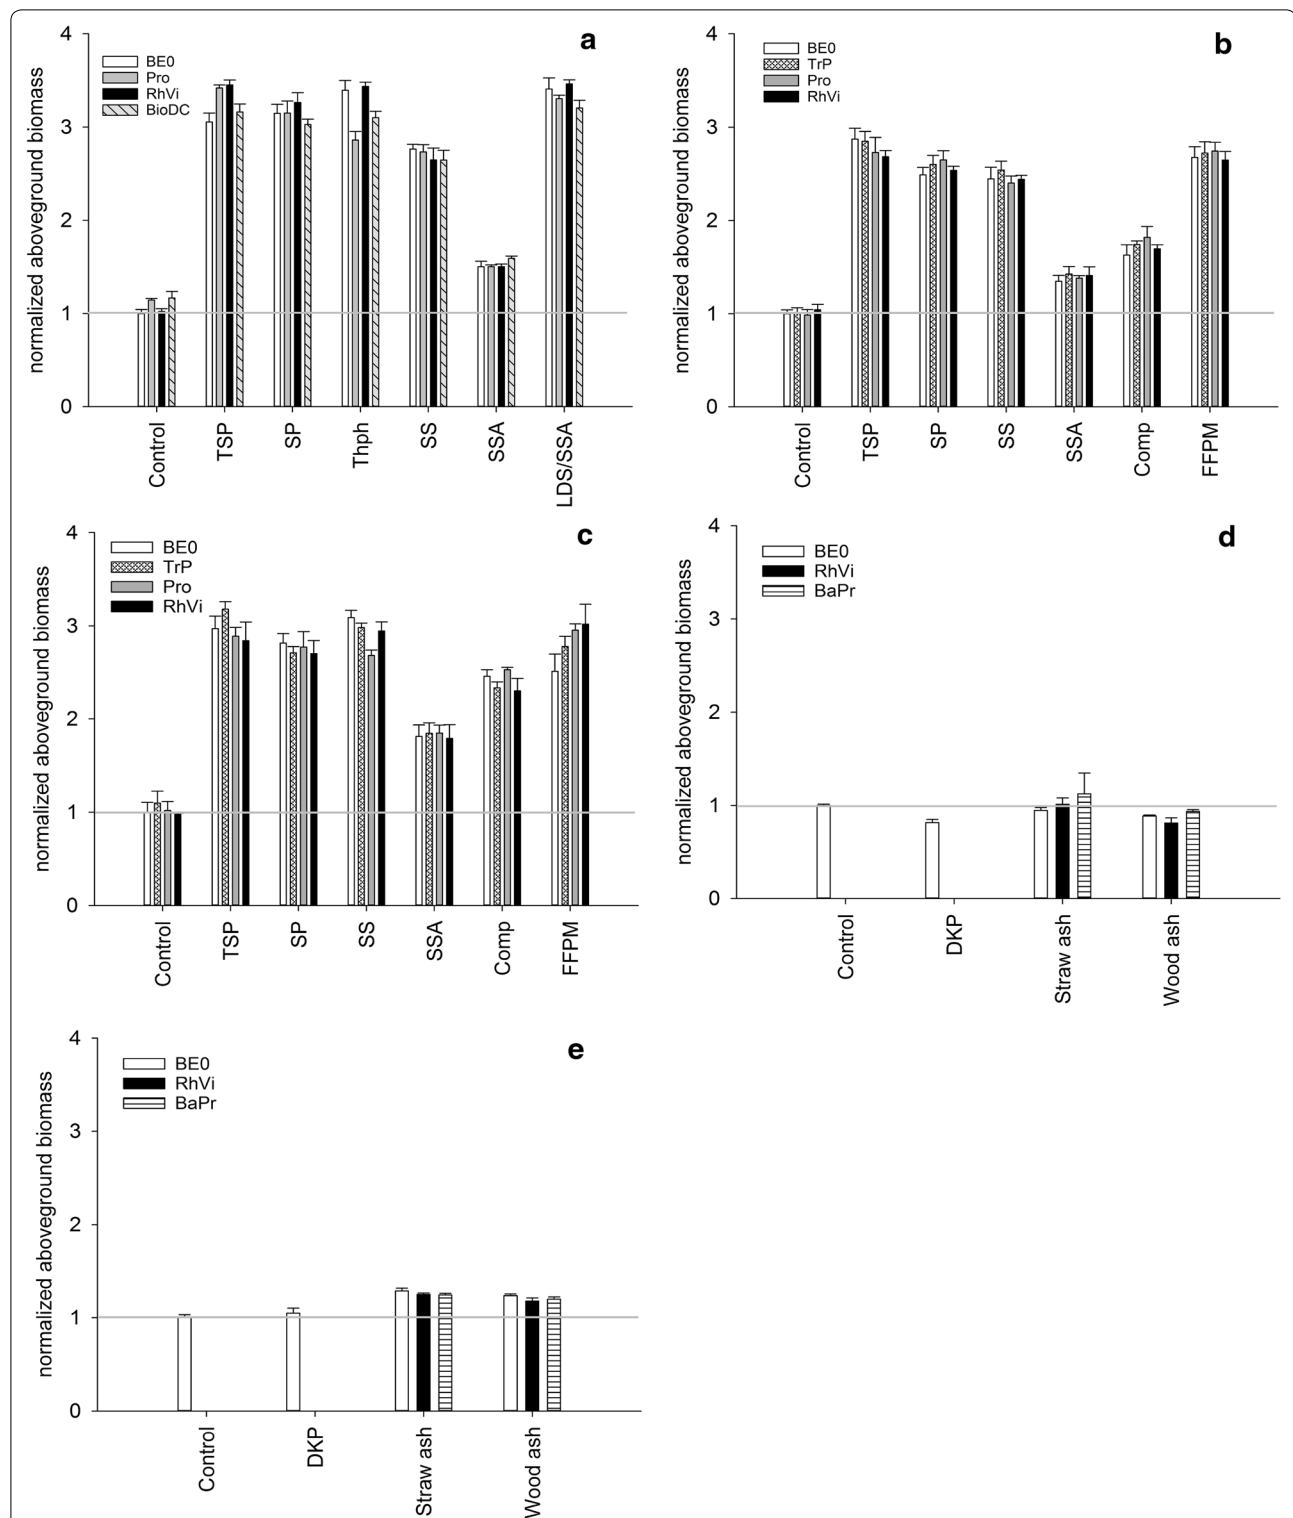 a
normalized aboveground biomass
4
3
2
1
0
BE0
Pro
RhVi
BioDC
Control
TSP
SP
Thph
SS
SSA
LDS/SSA
b
normalized aboveground biomass
4
3
2
1
0
BE0
TrP
Pro
RhVi
Control
TSP
SP
SS
SSA
Comp
FFPM
c
normalized aboveground biomass
4
3
2
1
0
BE0
TrP
Pro
RhVi
Control
TSP
SP
SS
SSA
Comp
FFPM
d
normalized aboveground biomass
4
3
2
1
0
BE0
RhVi
BaPr
Control
DKP
Straw ash
Wood ash
e
normalized aboveground biomass
4
3
2
1
0
BE0
RhVi
BaPr
Control
DKP
Straw ash
Wood ash